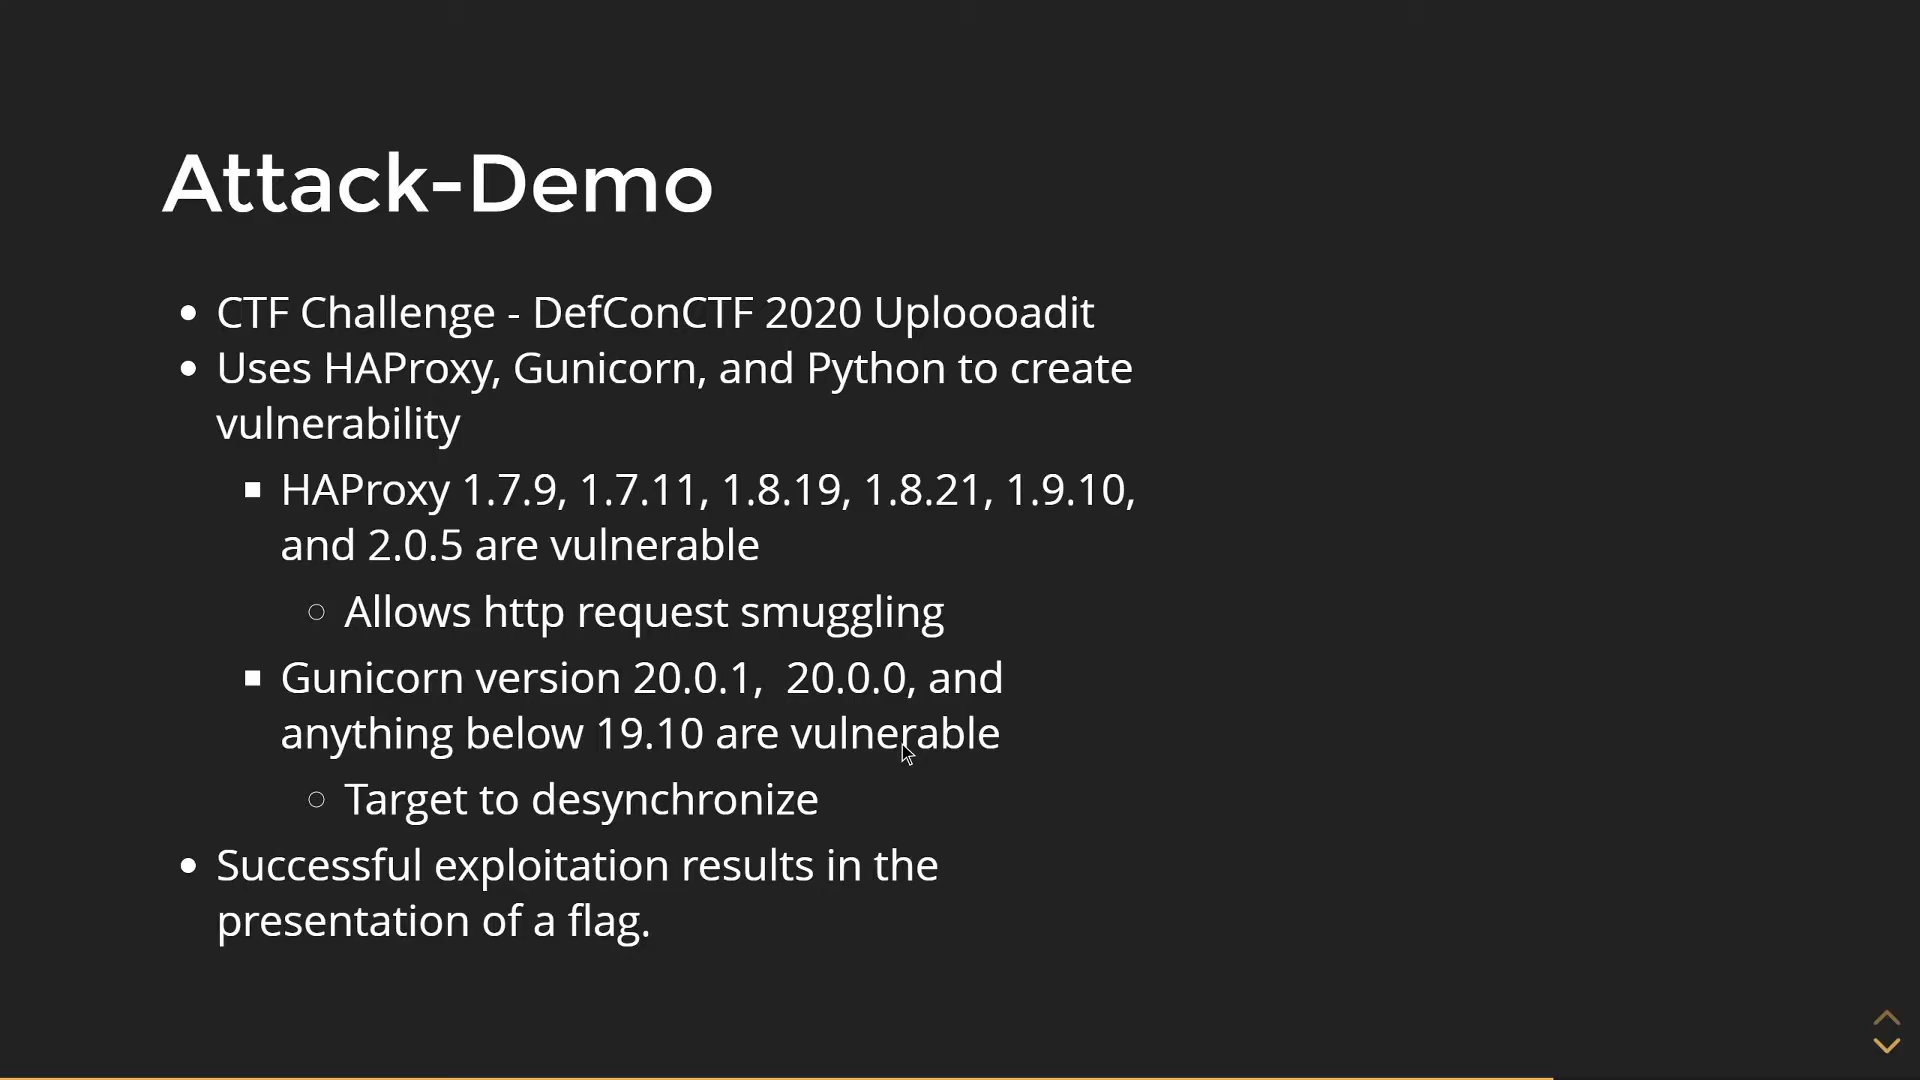 Attack-Demo
CTF Challenge - DefConCTF 2020 Uploooadit
Uses HAProxy, Gunicorn, and Python to create
vulnerability
HAProxy 1.7.9, 1.7.11, 1.8.19, 1.8.21, 1.9.10,
and 2.0.5 are vulnerable
Allows http request smuggling
Gunicorn version 20.0.1,  20.0.0, and
anything below 19.10 are vulnerable
Target to desynchronize
Successful exploitation results in the
presentation of a flag.